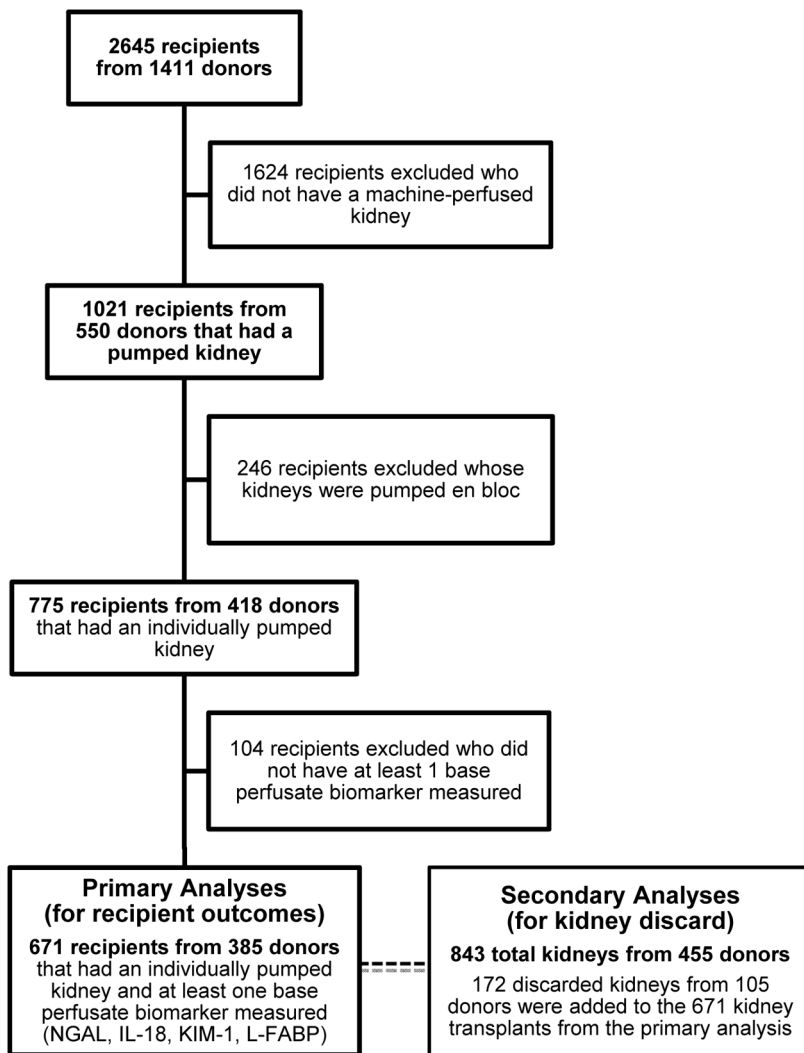 2645 recipients
from 1411 donors
1624 recipients excluded who
did not have a machine-perfused
kidney
1021 recipients from
550 donors that had a
pumped kidney
246 recipients excluded whose
kidneys were pumped en bloc
775 recipients from 418 donors
that had an individually pumped
kidney
104 recipients excluded who did
not have at least 1 base
perfusate biomarker measured
Primary Analyses
(for recipient outcomes)
671 recipients from 385 donors
that had an individually pumped
kidney and at least one base
perfusate biomarker measured
(NGAL, IL-18, KIM-1, L-FABP)
Secondary Analyses
(for kidney discard)
843 total kidneys from 455 donors
172 discarded kidneys from 105
donors were added to the 671 kidney
transplants from the primary analysis